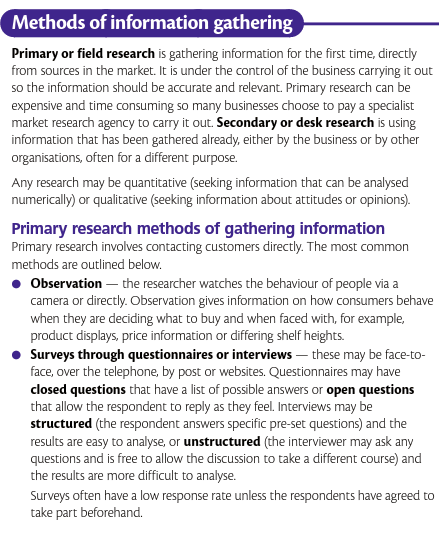 Methods of information gathering
Primary or field research is gathering information for the first time, directly
from sources in the market. It is under the control of the business carrying it out
so the information should be accurate and relevant. Primary research can be
expensive and time consuming so many businesses choose to pay a specialist
market research agency to carry it out. Secondary or desk research is using
information that has been gathered already, either by the business or by other
organisations, often for a different purpose.
Any research may be quantitative (seeking information that can be analysed
numerically) or qualitative (seeking information about attitudes or opinions).
Primary research methods of gathering information
Primary research involves contacting customers directly. The most common
methods are outlined below.
● Observation — the researcher watches the behaviour of people via a
camera or directly. Observation gives information on how consumers behave
when they are deciding what to buy and when faced with, for example,
product displays, price information or differing shelf heights.
● Surveys through questionnaires or interviews — these may be face-to-
face, over the telephone, by post or websites. Questionnaires may have
closed questions that have a list of possible answers or open questions
that allow the respondent to reply as they feel. Interviews may be
structured (the respondent answers specific pre-set questions) and the
results are easy to analyse, or unstructured (the interviewer may ask any
questions and is free to allow the discussion to take a different course) and
the results are more difficult to analyse.
Surveys often have a low response rate unless the respondents have agreed to
take part beforehand.